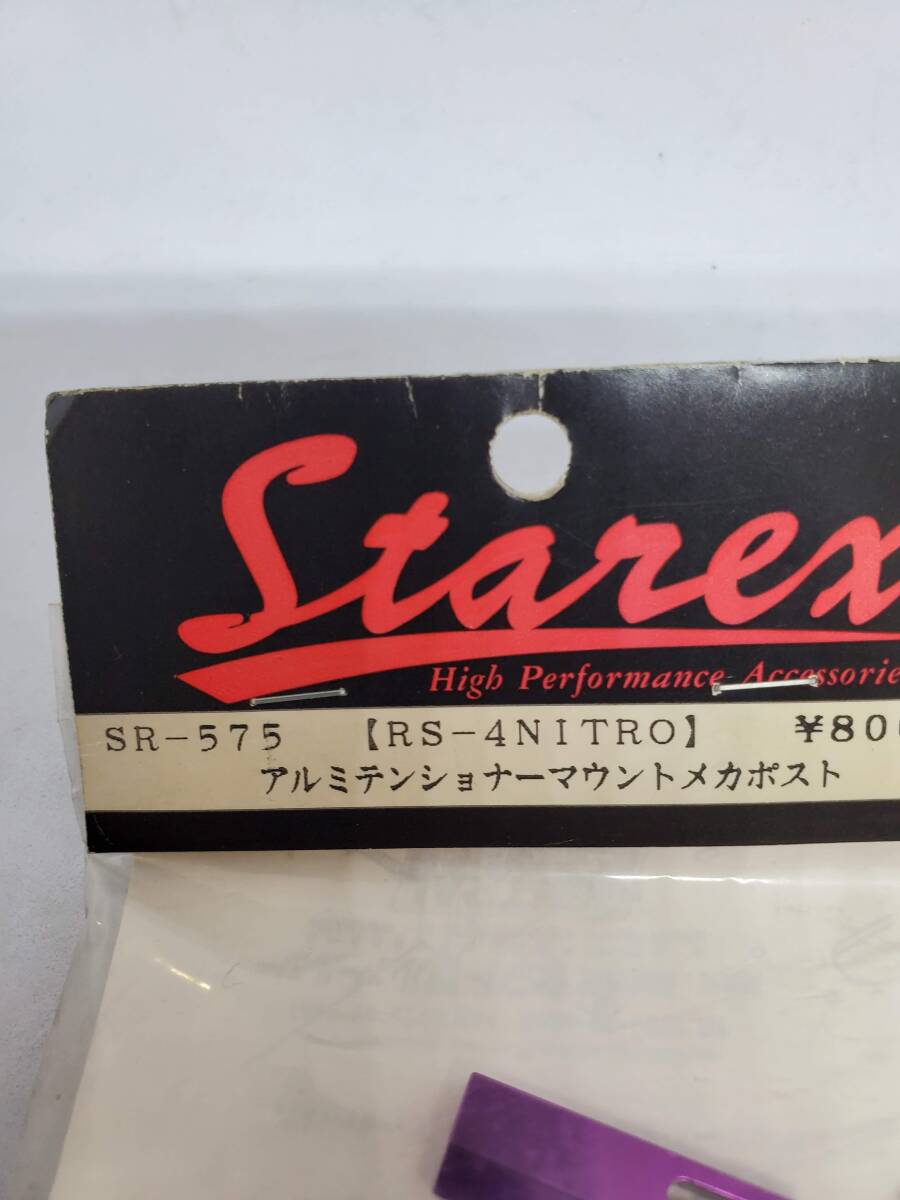 Starex
High Performance Accessorie
SR-575 【RS-4NITRO】 ¥800
アルミテンショナーマウントメカポスト